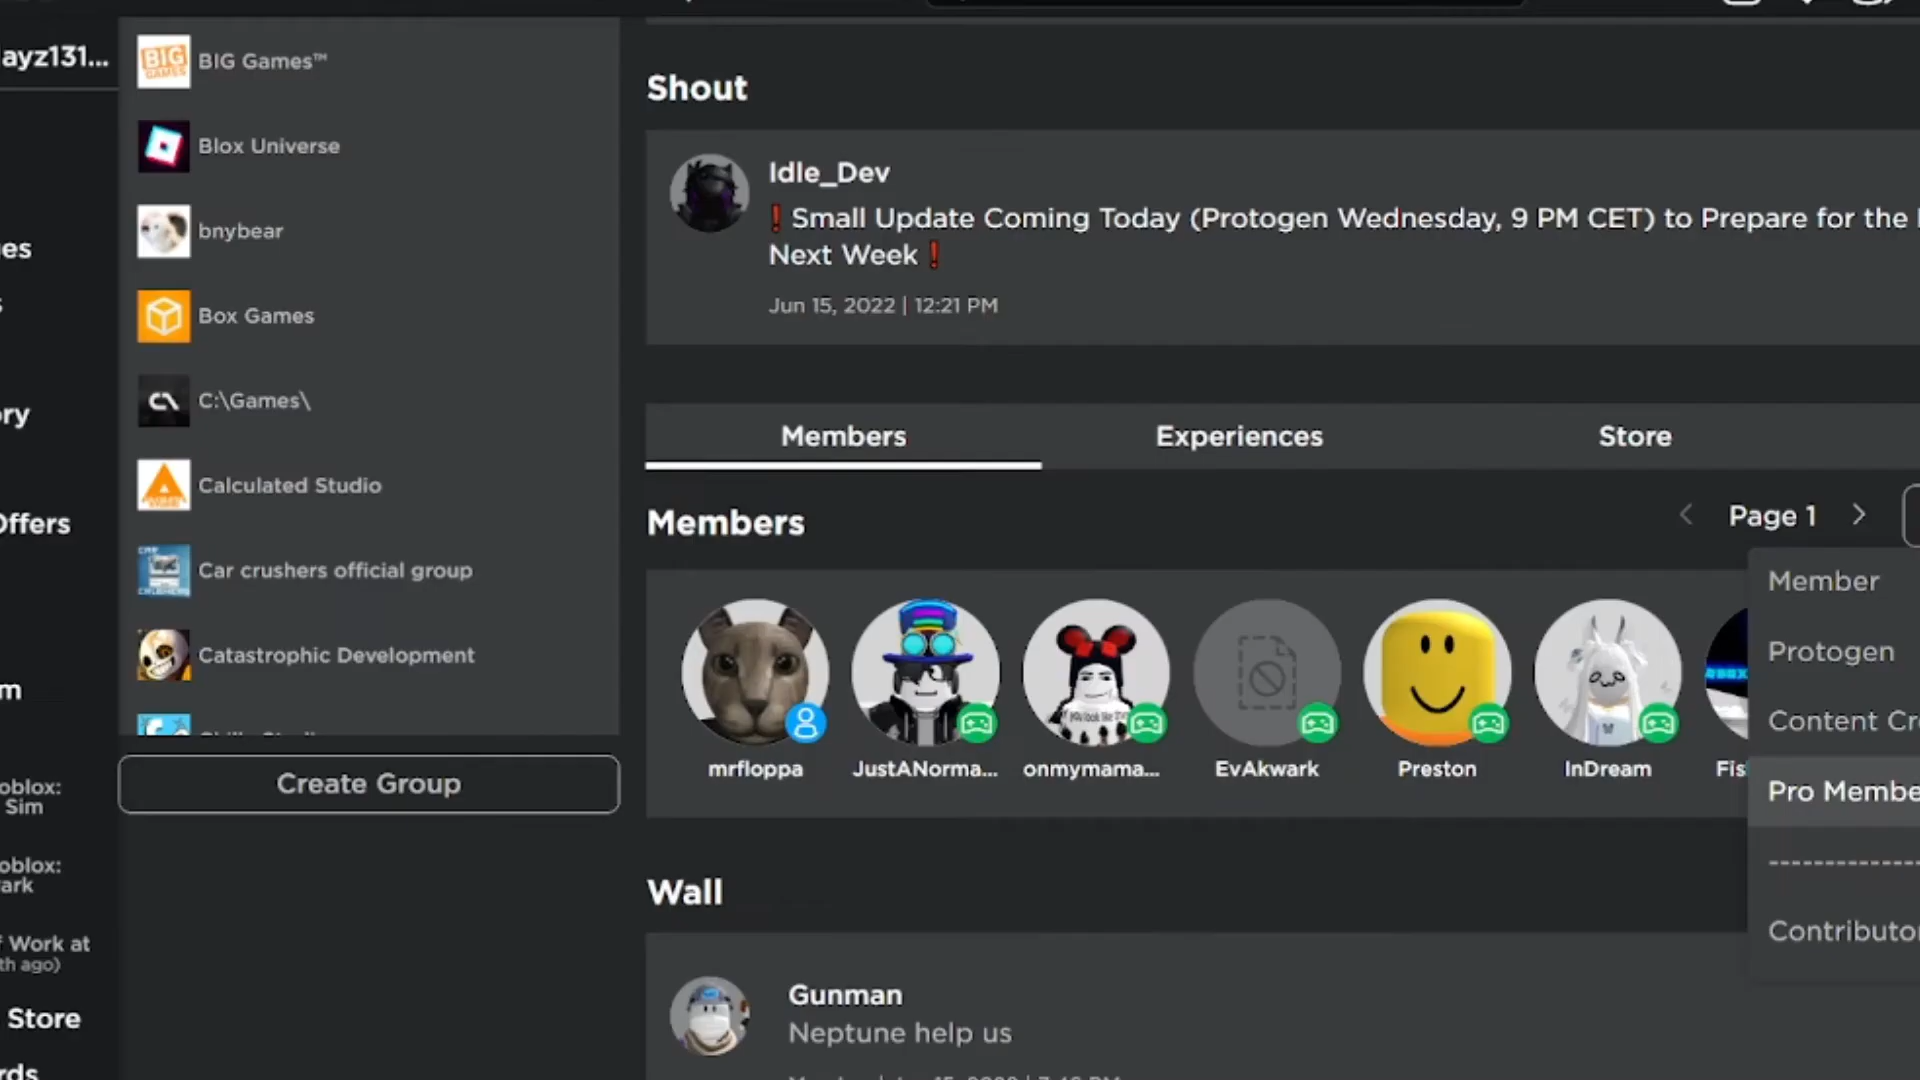 ayz131...
es
ory
Offers
m
oblox:
Sim
oblox:
ark
f Work at
th ago)
Store
rds
BIG GAMES
BIG Games™
Blox Universe
bnybear
Box Games
C:\Games\
Calculated Studio
Car crushers official group
Catastrophic Development
Create Group
Shout
Idle_Dev
❗Small Update Coming Today (Protogen Wednesday, 9 PM CET) to Prepare for the
Next Week❗
Jun 15, 2022 | 12:21 PM
Members
Experiences
Store
Members
Page 1
Member
Protogen
Content Cr
Pro Membe
--------------
Contributo
mrfloppa
JustANorma...
onmymama...
EvAkwark
Preston
InDream
Fis
Wall
Gunman
Neptune help us